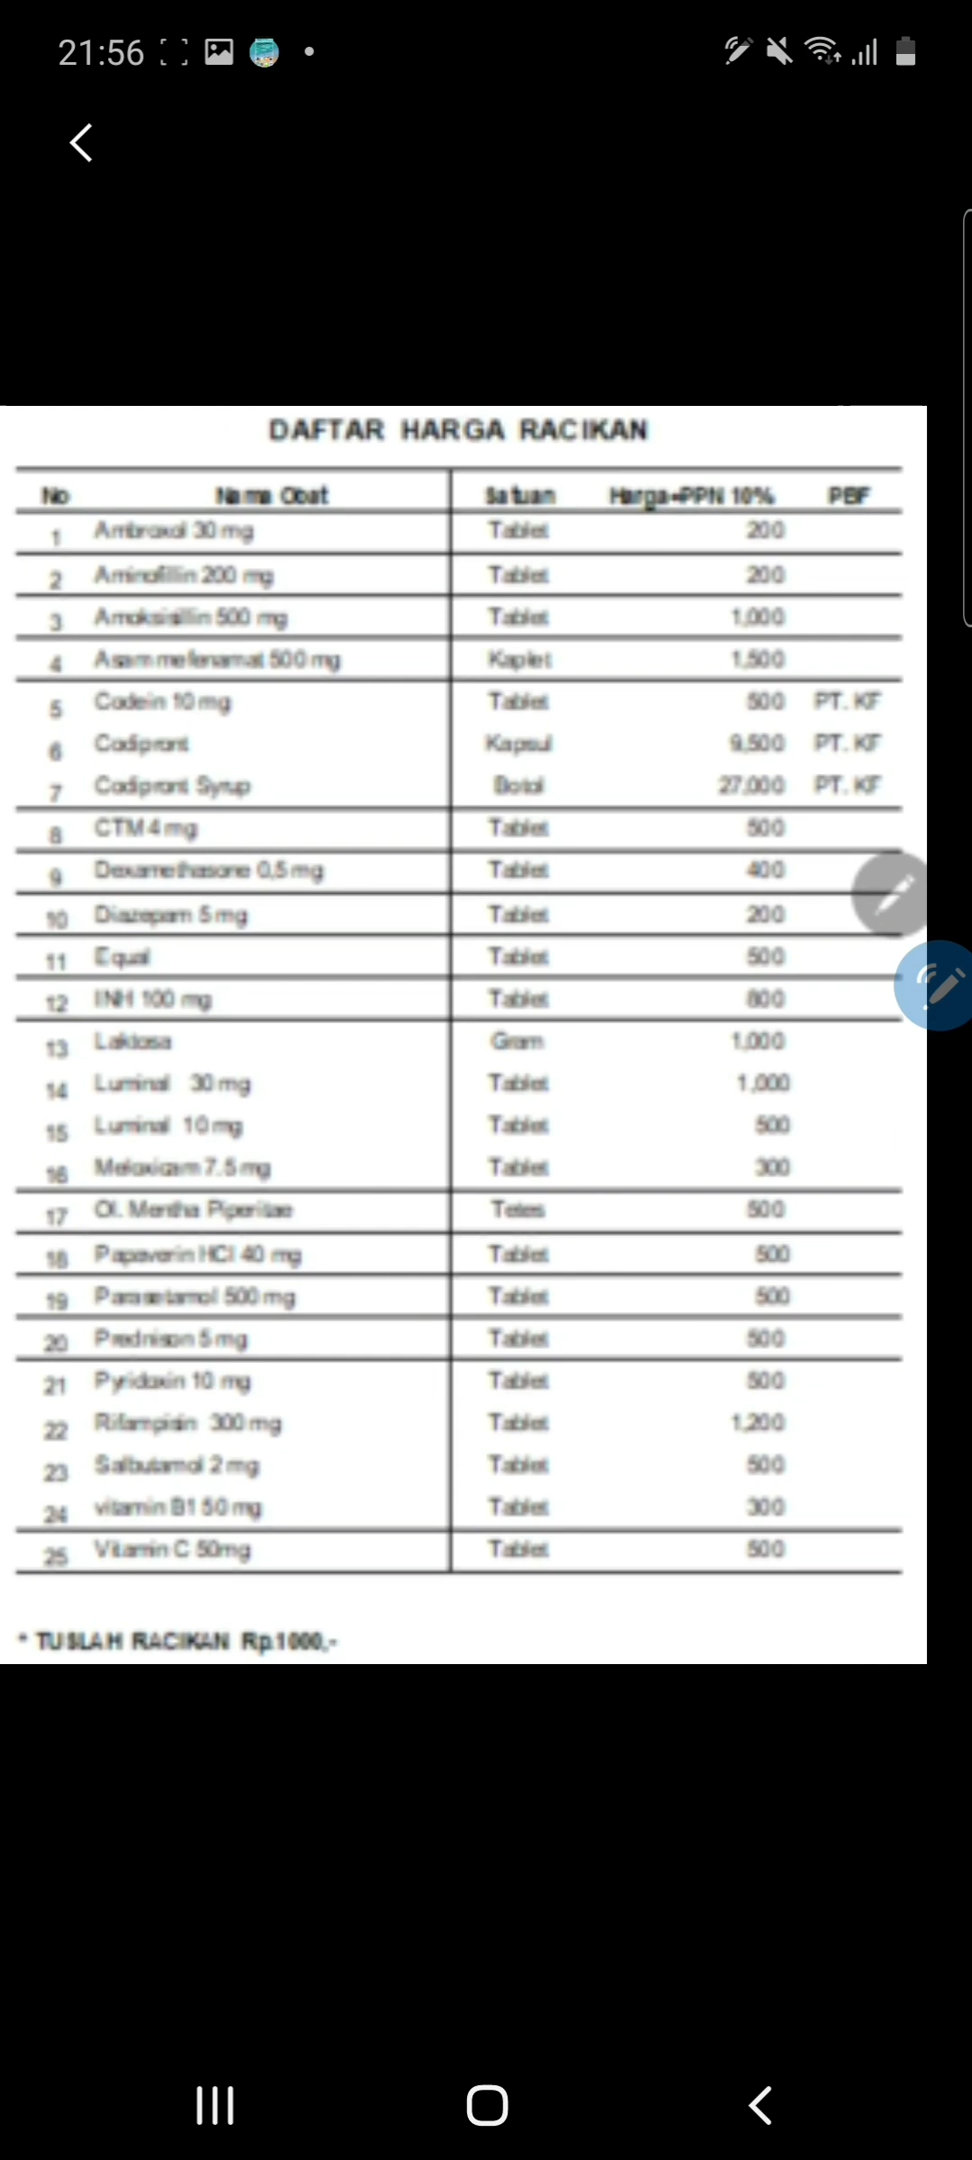 21:56
DAFTAR HARGA RACIKAN
No Nama Obat Satuan Harga+PPN 10% PBF
1 Ambroxol 30 mg Tablet 200
2 Aminofillin 200 mg Tablet 200
3 Amoksisillin 500 mg Tablet 1,000
4 Asam mefenamat 500 mg Kaplet 1,500
5 Codein 10 mg Tablet 500 PT. KF
6 Codipront Kapsul 9,500 PT. KF
7 Codipront Syrup Botol 27,000 PT. KF
8 CTM 4 mg Tablet 500
9 Dexamethasone 0,5 mg Tablet 400
10 Diazepam 5 mg Tablet 200
11 Equal Tablet 500
12 INH 100 mg Tablet 800
13 Laktosa Gram 1,000
14 Luminal 30 mg Tablet 1,000
15 Luminal 10 mg Tablet 500
16 Meloxicam 7.5 mg Tablet 300
17 Ol. Mentha Piperitae Tetes 500
18 Papaverin HCl 40 mg Tablet 500
19 Parasetamol 500 mg Tablet 500
20 Prednison 5 mg Tablet 500
21 Pyridoxin 10 mg Tablet 500
22 Rifampisin 300 mg Tablet 1,200
23 Salbutamol 2 mg Tablet 500
24 vitamin B1 50 mg Tablet 300
25 Vitamin C 50mg Tablet 500
* TUSLAH RACIKAN Rp.1000,-